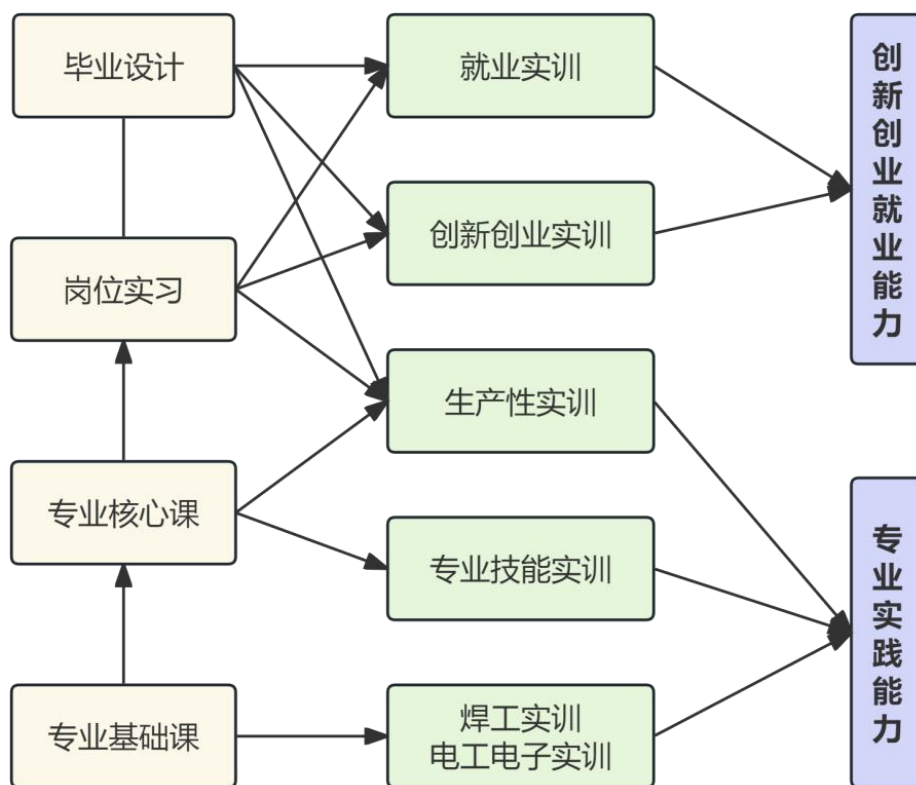 毕业设计
就业实训
创新创业就业能力
创新创业实训
岗位实习
生产性实训
专业核心课
专业技能实训
专业实践能力
专业基础课
焊工实训
电工电子实训